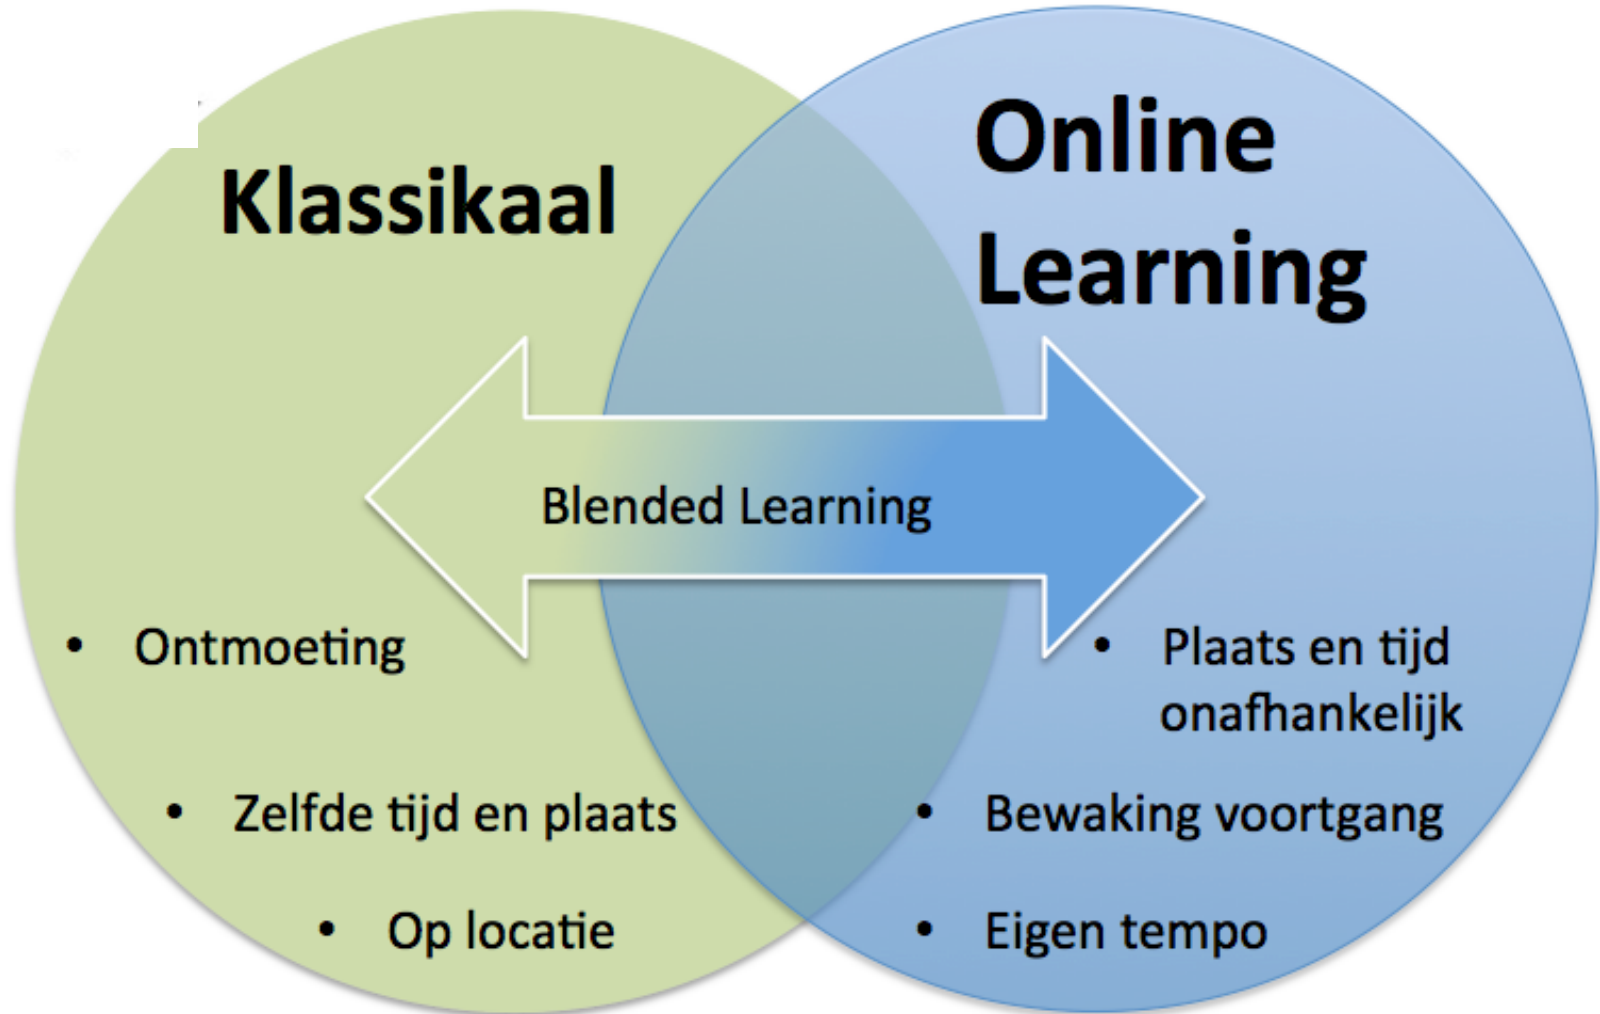 Klassikaal
Online
Learning
Blended Learning
• Ontmoeting
• Zelfde tijd en plaats
• Op locatie
• Plaats en tijd
onafhankelijk
• Bewaking voortgang
• Eigen tempo